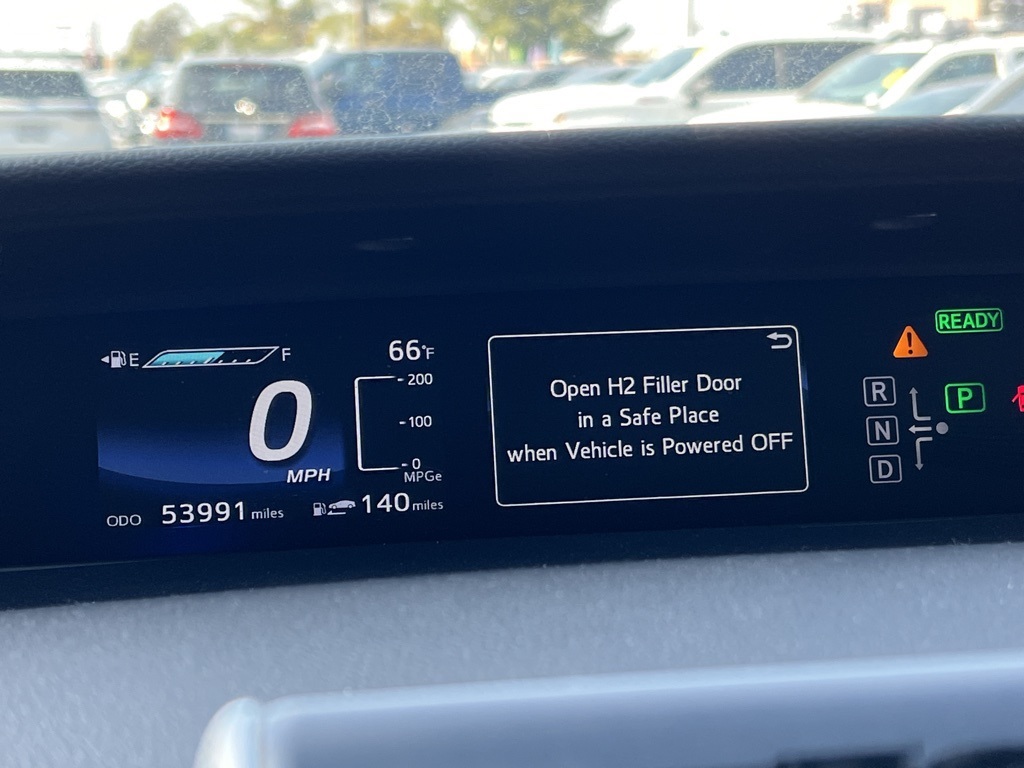 READY
E F
66°F
200
100
0
MPGe
0
MPH
ODO 53991 miles
140 miles
Open H2 Filler Door
in a Safe Place
when Vehicle is Powered OFF
R
N
D
P